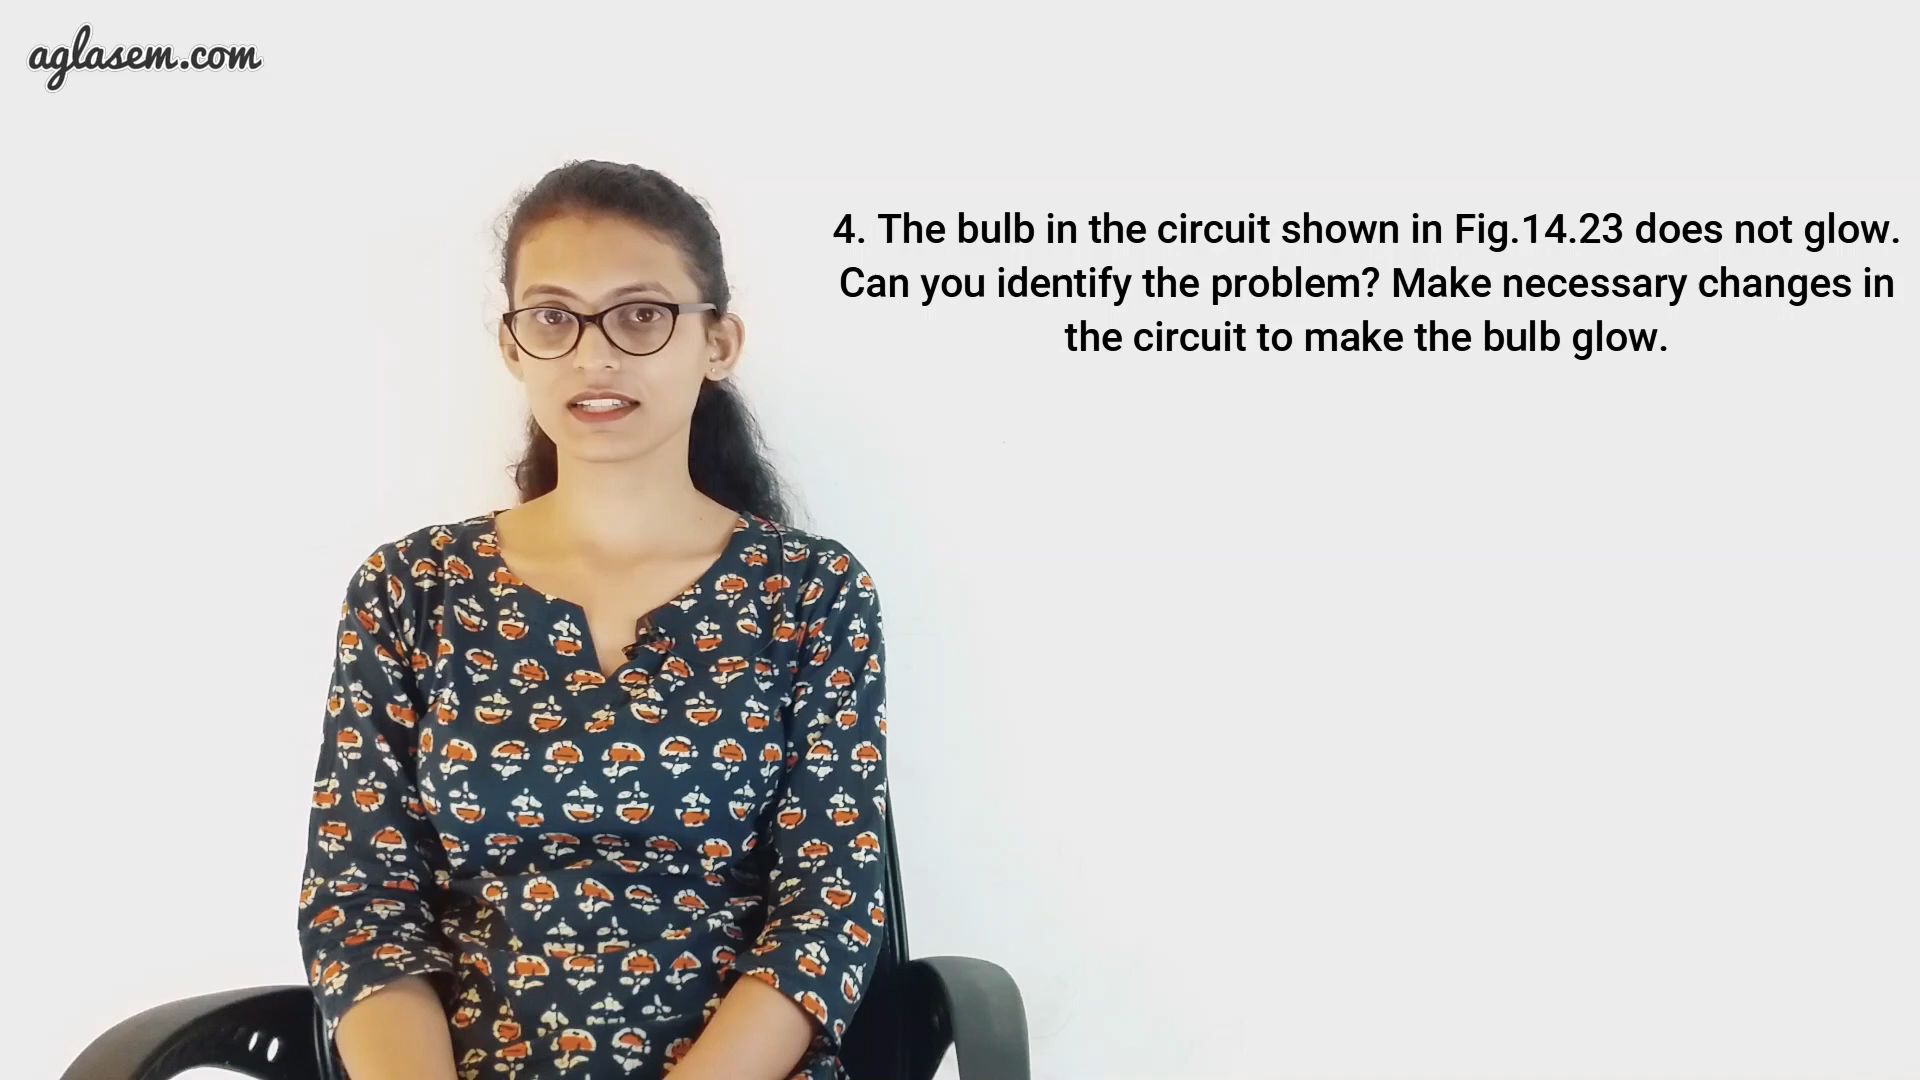 aglasem.com
4. The bulb in the circuit shown in Fig.14.23 does not glow.
Can you identify the problem? Make necessary changes in
the circuit to make the bulb glow.